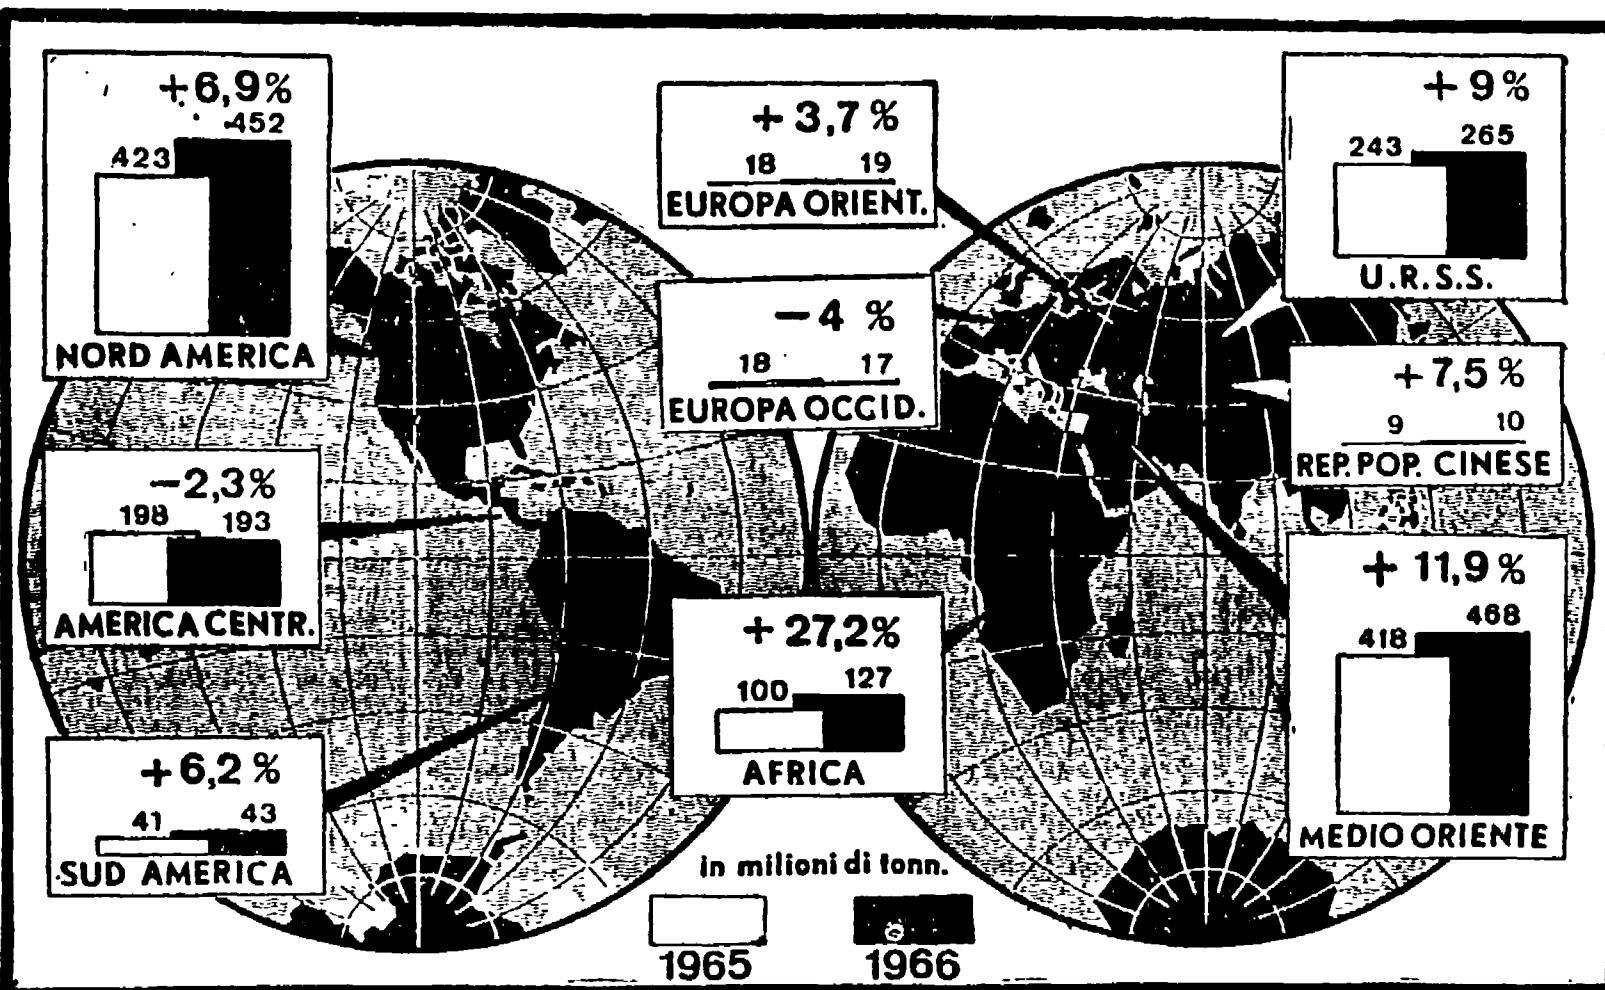 +6,9%
423 452
NORD AMERICA
-2,3%
198 193
AMERICA CENTR.
+6,2%
41 43
SUD AMERICA
+3,7%
18 19
EUROPA ORIENT.
-4 %
18 17
EUROPA OCCID.
+27,2%
100 127
AFRICA
in milioni di tonn.
1965 1966
+9%
243 265
U.R.S.S.
+7,5%
9 10
REP. POP. CINESE
+11,9%
418 468
MEDIO ORIENTE